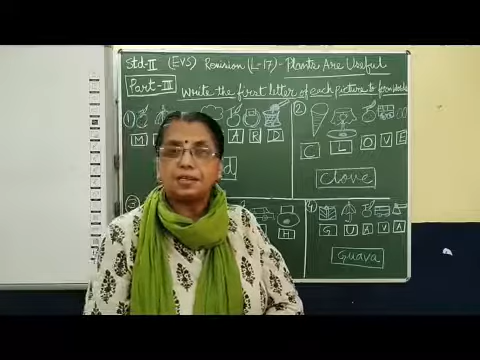 Std-II (EVS) Revision (L-17) - Plants Are Useful
Part-III Write the first letter of each picture to form words
① M A R D
d
2 C L O V E
Clove
③ H
4 G U A V A
Guava